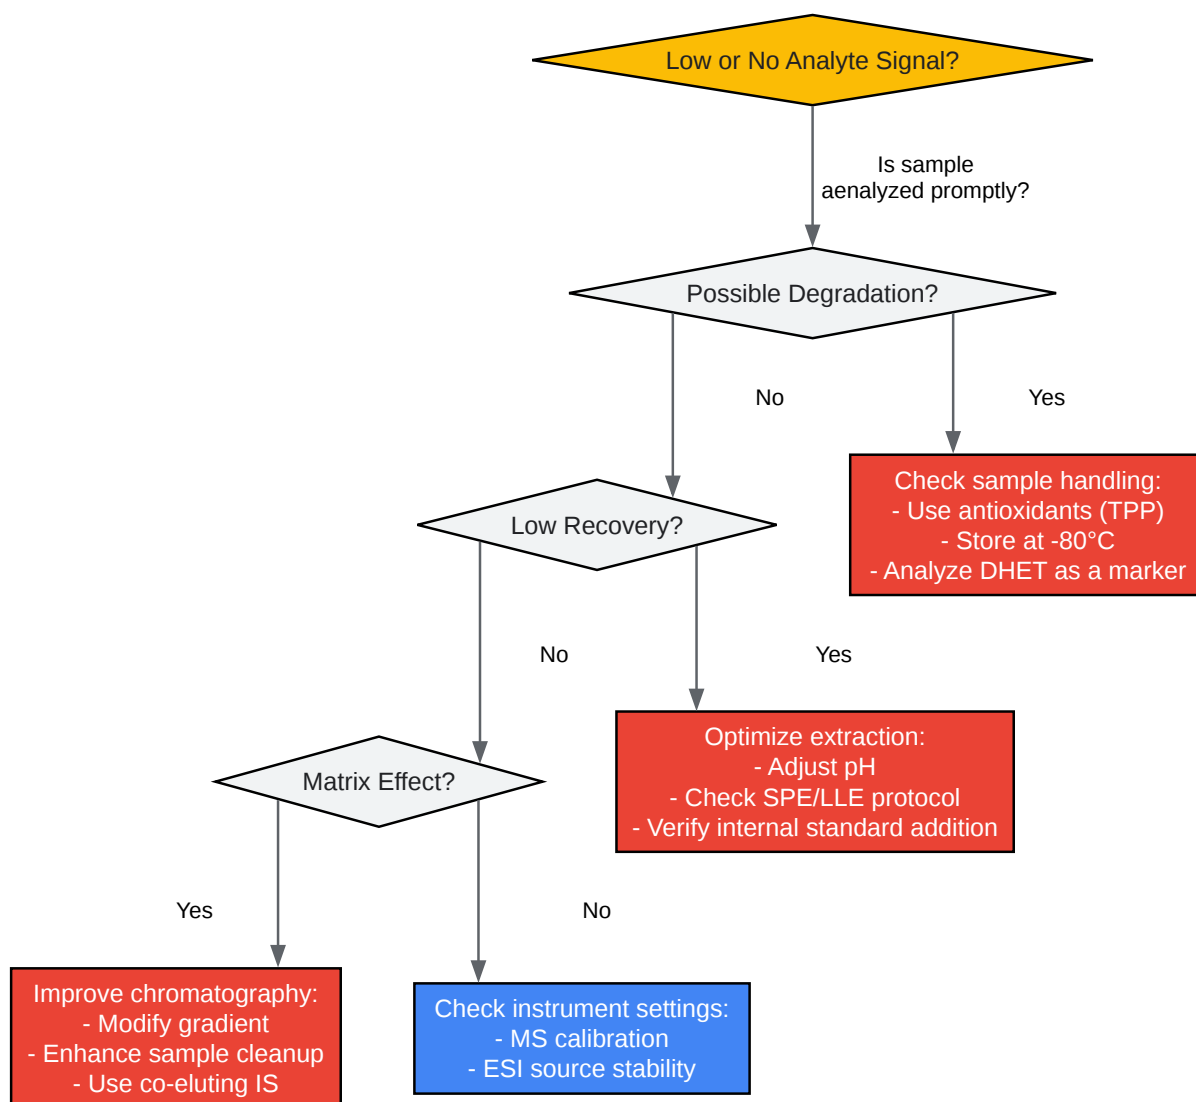 Low or No Analyte Signal?
Is sample
aenalyzed promptly?
Possible Degradation?
No
Yes
Check sample handling:
- Use antioxidants (TPP)
- Store at -80°C
- Analyze DHET as a marker
Low Recovery?
No
Yes
Optimize extraction:
- Adjust pH
- Check SPE/LLE protocol
- Verify internal standard addition
Matrix Effect?
Yes
No
Improve chromatography:
- Modify gradient
- Enhance sample cleanup
- Use co-eluting IS
Check instrument settings:
- MS calibration
- ESI source stability